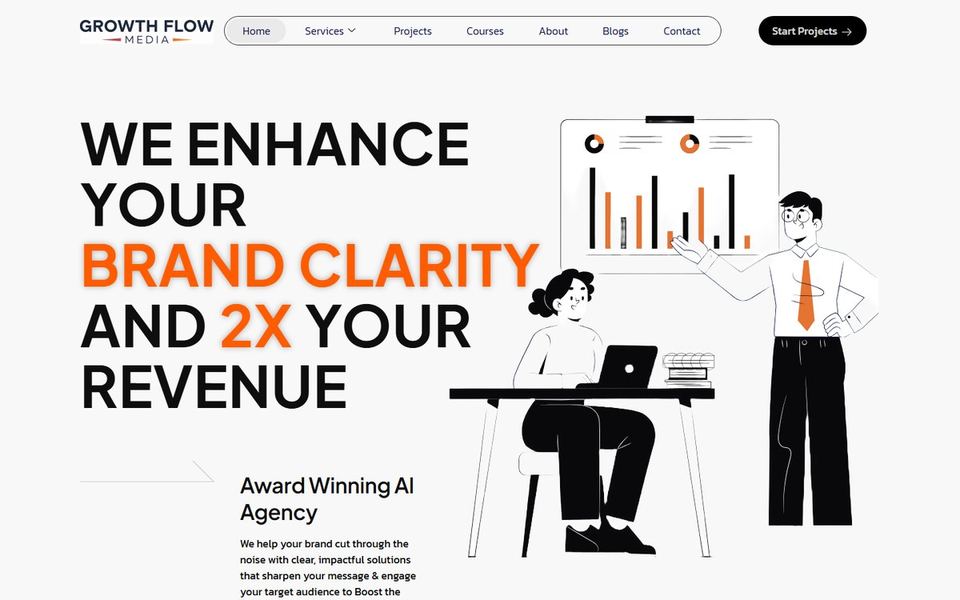 GROWTH FLOW
MEDIA
Home
Services
Projects
Courses
About
Blogs
Contact
Start Projects
WE ENHANCE
YOUR
BRAND CLARITY
AND 2X YOUR
REVENUE
Award Winning AI
Agency
We help your brand cut through the
noise with clear, impactful solutions
that sharpen your message & engage
your target audience to Boost the